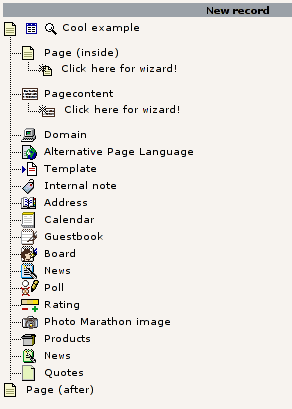 New record
Cool example
Page (inside)
Click here for wizard!
Pagecontent
Click here for wizard!
Domain
Alternative Page Language
Template
Internal note
Address
Calendar
Guestbook
Board
News
Poll
Rating
Photo Marathon image
Products
News
Quotes
Page (after)